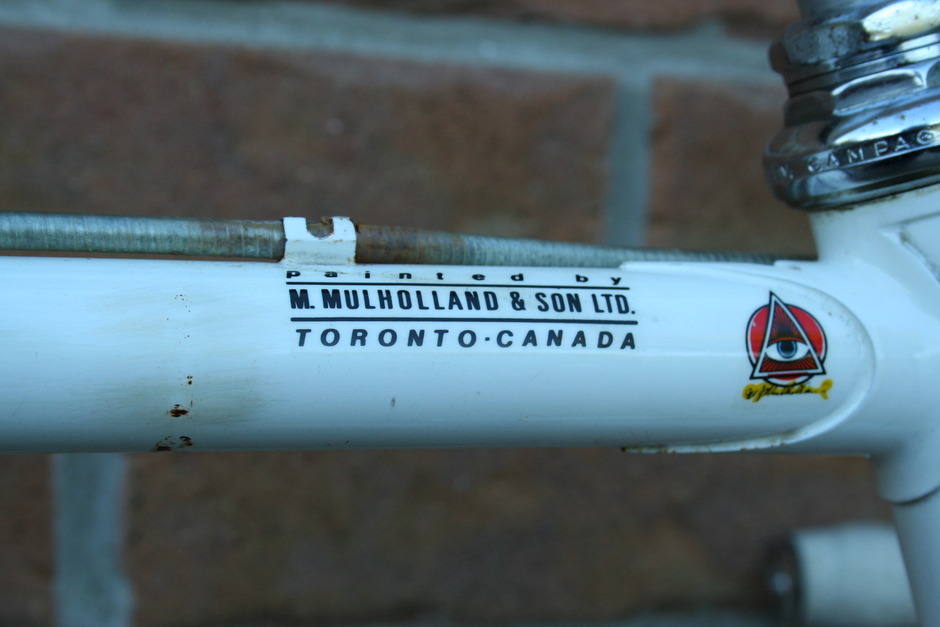 CAMPAG
painted by
M. MULHOLLAND & SON LTD.
TORONTO·CANADA